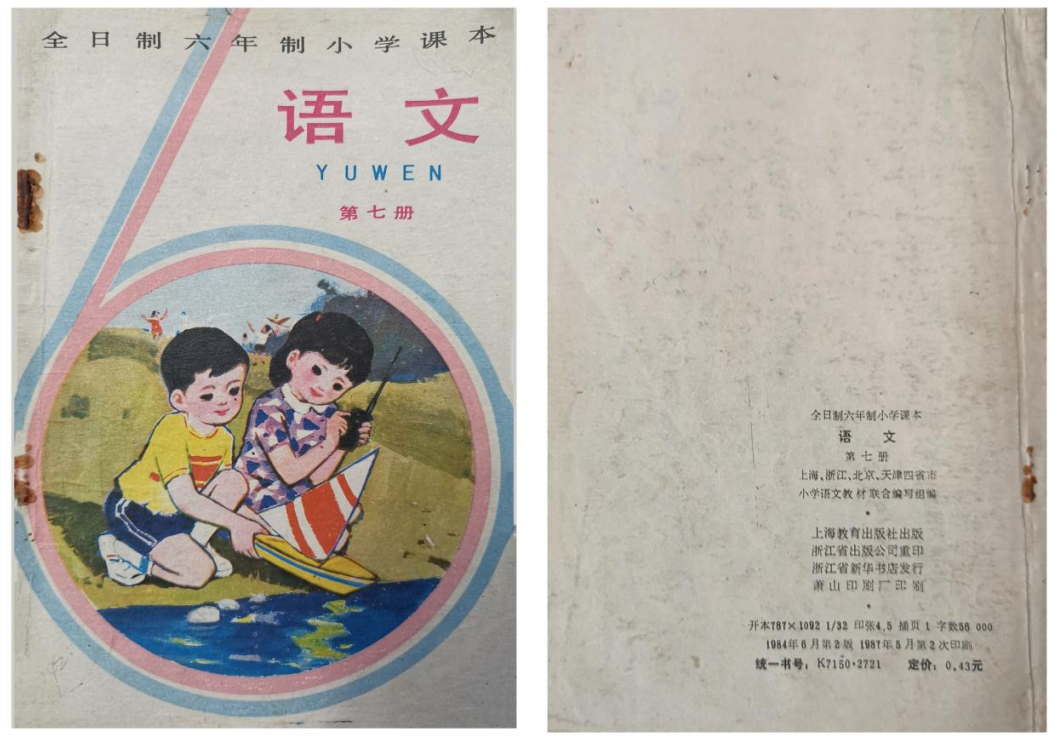 全日制六年制小学课本
语文
YUWEN
第七册
全日制六年制小学课本
语 文
第七册
上海、浙江、北京、天津四省市
小学语文教材联合编写组编
上海教育出版社出版
浙江省出版公司重印
浙江省新华书店发行
萧山印刷厂印刷
开本787×1092 1/32 印张4.5 插页 1 字数56 000
1984年6月第2版 1987年5月第2次印刷
统一书号：K7150·2721 定价：0.43元